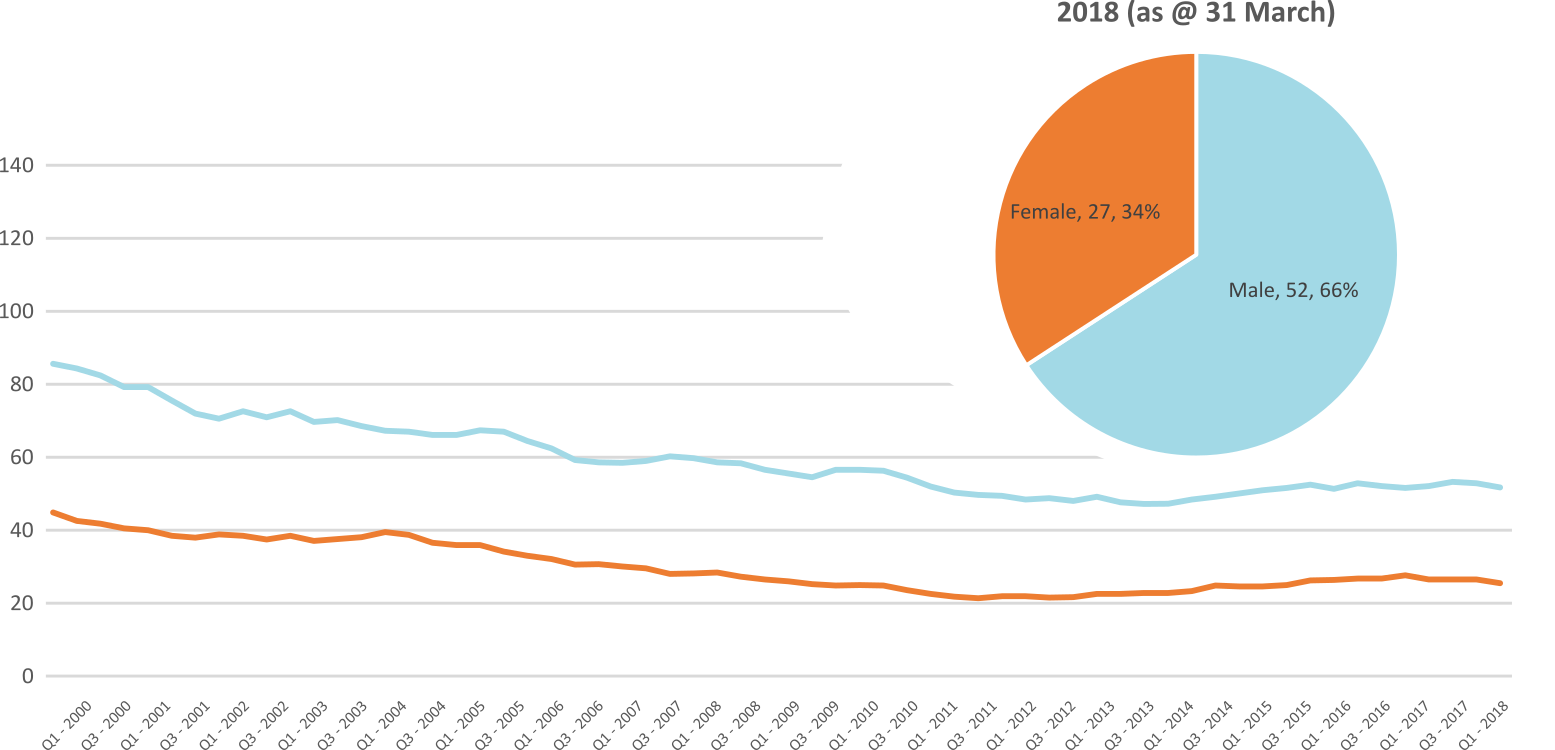 2018 (as @ 31 March)
Female, 27, 34%
Male, 52, 66%
140
120
100
80
60
40
20
0
Q1 - 2000
Q3 - 2000
Q1 - 2001
Q3 - 2001
Q1 - 2002
Q3 - 2002
Q1 - 2003
Q3 - 2003
Q1 - 2004
Q3 - 2004
Q1 - 2005
Q3 - 2005
Q1 - 2006
Q3 - 2006
Q1 - 2007
Q3 - 2007
Q1 - 2008
Q3 - 2008
Q1 - 2009
Q3 - 2009
Q1 - 2010
Q3 - 2010
Q1 - 2011
Q3 - 2011
Q1 - 2012
Q3 - 2012
Q1 - 2013
Q3 - 2013
Q1 - 2014
Q3 - 2014
Q1 - 2015
Q3 - 2015
Q1 - 2016
Q3 - 2016
Q1 - 2017
Q3 - 2017
Q1 - 2018